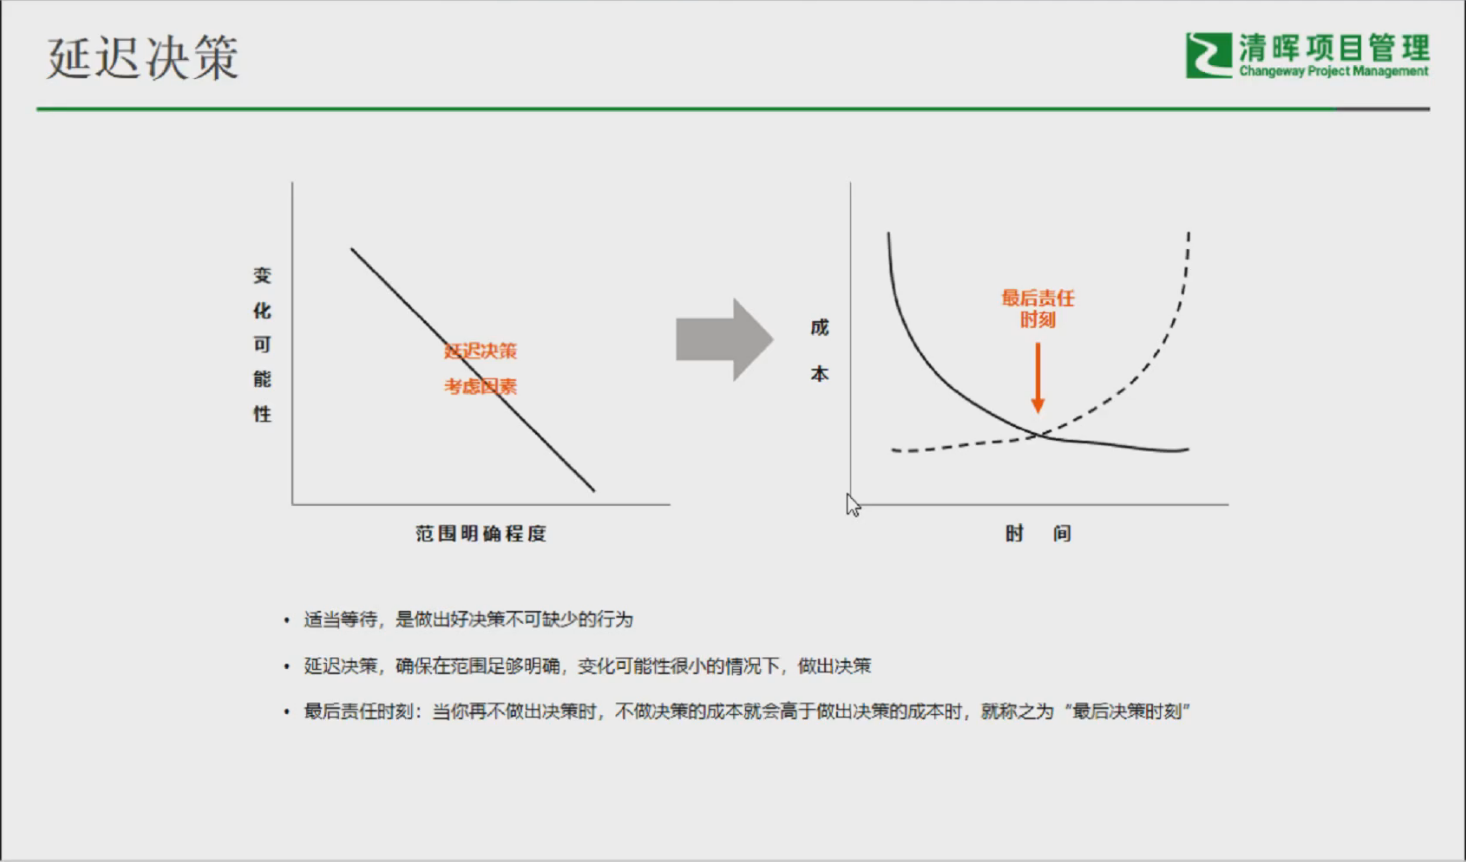 延迟决策
清晖项目管理
Changeway Project Management
变化可能性
延迟决策
考虑因素
范围明确程度
成本
最后责任
时刻
时 间
• 适当等待，是做出好决策不可缺少的行为
• 延迟决策，确保在范围足够明确，变化可能性很小的情况下，做出决策
• 最后责任时刻：当你再不做出决策时，不做决策的成本就会高于做出决策的成本时，就称之为“最后决策时刻”